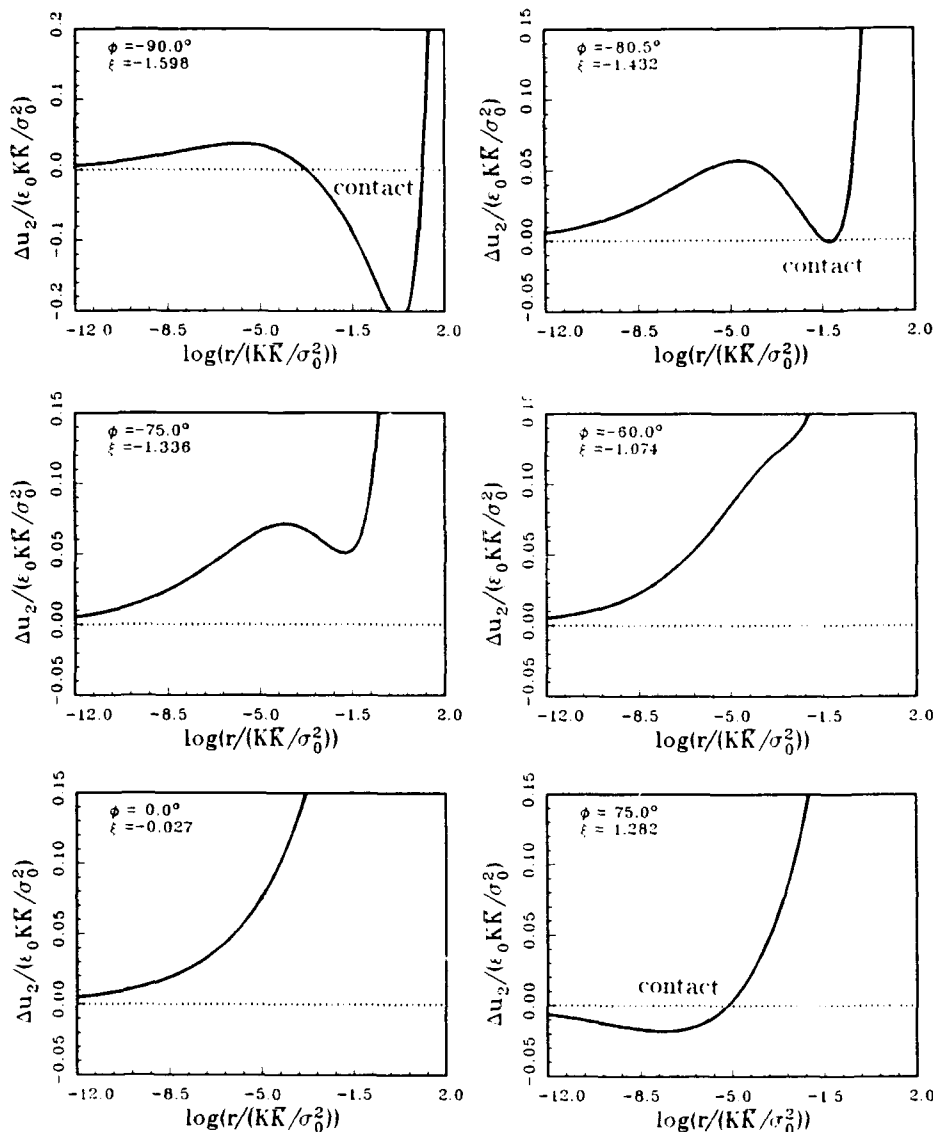 0.2
0.1
0.0
-0.1
-0.2
Δu₂/(ε₀KK̄/σ₀²)
φ =-90.0°
ξ =-1.598
contact
-12.0 -8.5 -5.0 -1.5 2.0
log(r/(KK̄/σ₀²))
0.15
0.10
0.05
0.00
-0.05
Δu₂/(ε₀KK̄/σ₀²)
φ =-80.5°
ξ =-1.432
contact
-12.0 -8.5 -5.0 -1.5 2.0
log(r/(KK̄/σ₀²))
0.15
0.10
0.05
0.00
-0.05
Δu₂/(ε₀KK̄/σ₀²)
φ =-75.0°
ξ =-1.336
-12.0 -8.5 -5.0 -1.5 2.0
log(r/(KK̄/σ₀²))
0.10
0.05
0.00
-0.05
Δu₂/(ε₀KK̄/σ₀²)
φ =-60.0°
ξ =-1.074
-12.0 -8.5 -5.0 -1.5 2.0
log(r/(KK̄/σ₀²))
0.15
0.10
0.05
0.00
-0.05
Δu₂/(ε₀KK̄/σ₀²)
φ = 0.0°
ξ =-0.027
-12.0 -8.5 -5.0 -1.5 2.0
log(r/(KK̄/σ₀²))
0.15
0.10
0.05
0.00
-0.05
Δu₂/(ε₀KK̄/σ₀²)
φ = 75.0°
ξ = 1.282
contact
-12.0 -8.5 -5.0 -1.5 2.0
log(r/(KK̄/σ₀²))